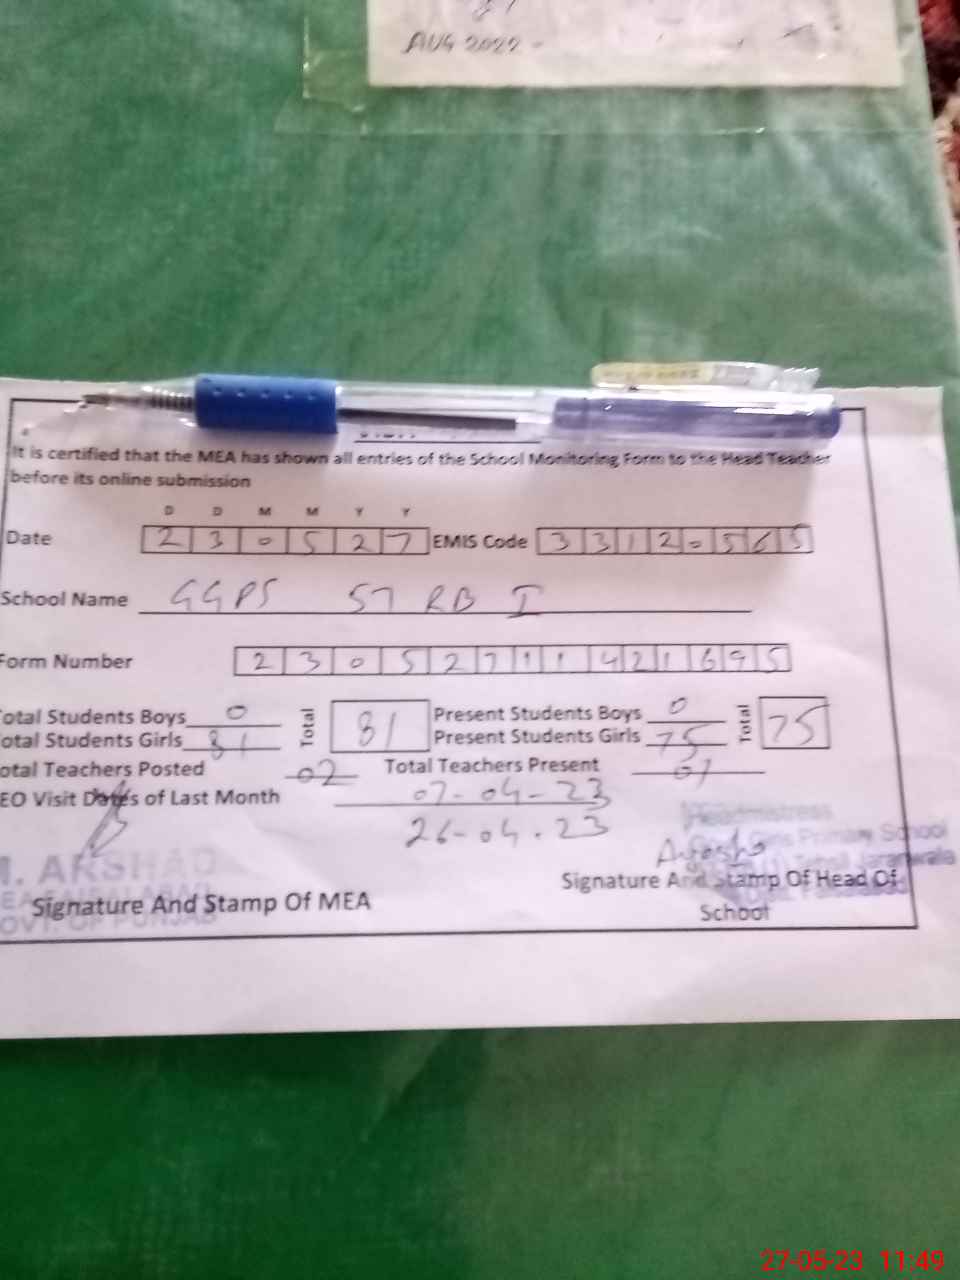 AUG 2022 -
It is certified that the MEA has shown all entries of the School Monitoring Form to the Head Teacher
before its online submission
D D M M Y Y
Date 2 3 0 5 2 7 EMIS Code 3 3 1 2 0 5 6 5
School Name GGPS 57 RB I
Form Number 2 3 0 5 2 7 1 1 4 2 1 6 9 5
otal Students Boys 0 Total 81 Present Students Boys 0 Total 75
otal Students Girls 81 Present Students Girls 75
otal Teachers Posted 02 Total Teachers Present 01
EO Visit Dates of Last Month 07-04-23
26-04.23
Headmistress
Girls Primary School
Tehsil Jaranwala
. ARSHAD
Signature And Stamp Of MEA
OVT. OF PUNJAB
Signature And Stamp Of Head Of
School
27-05-23 11:49